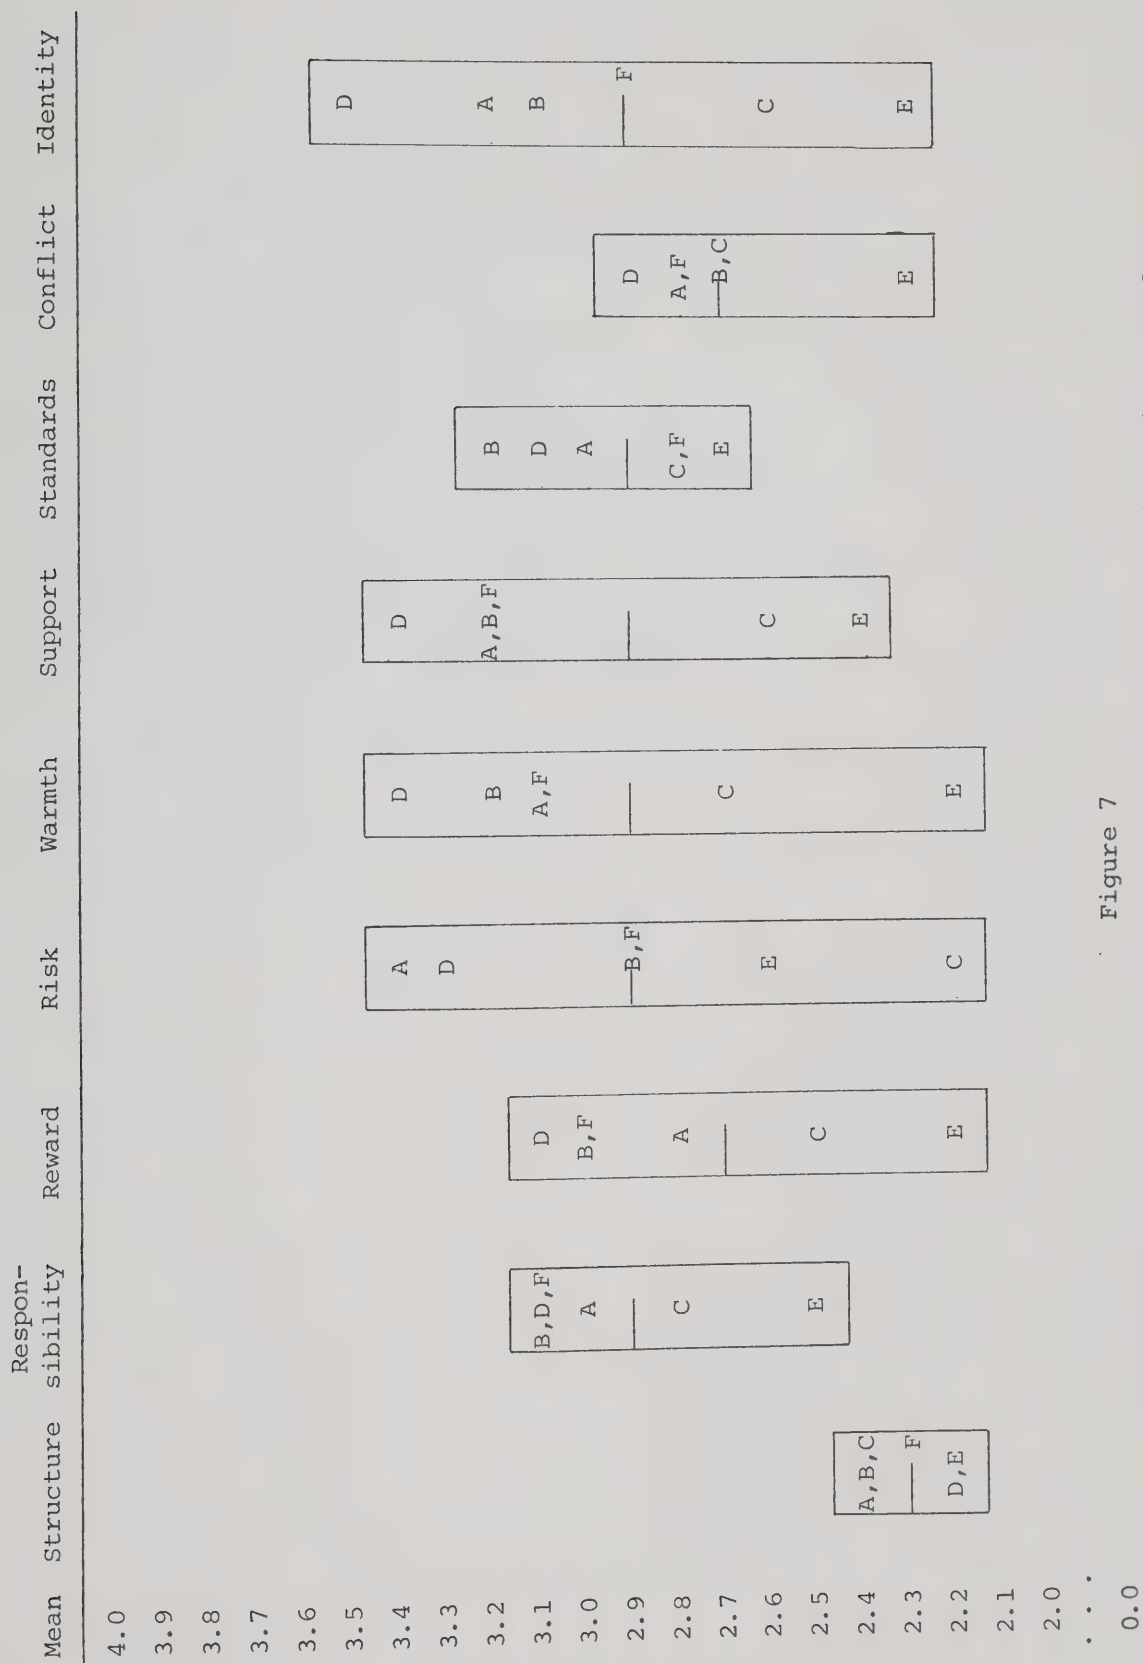 Respon-
Mean Structure sibility Reward Risk Warmth Support Standards Conflict Identity
4.0
3.9
3.8
3.7
3.6
3.5 D
3.4 A D D
3.3 D
3.2 B A,B,F B A
3.1 B,D,F D A,F D B
3.0 A B,F A
2.9 B,F D F
2.8 C A C,F A,F
2.7 C E B,C
2.6 E C C
2.5 E C
2.4 A,B,C E
2.3 F E E
2.2 D,E E C E
2.1
2.0
. . .
0.0
Figure 7